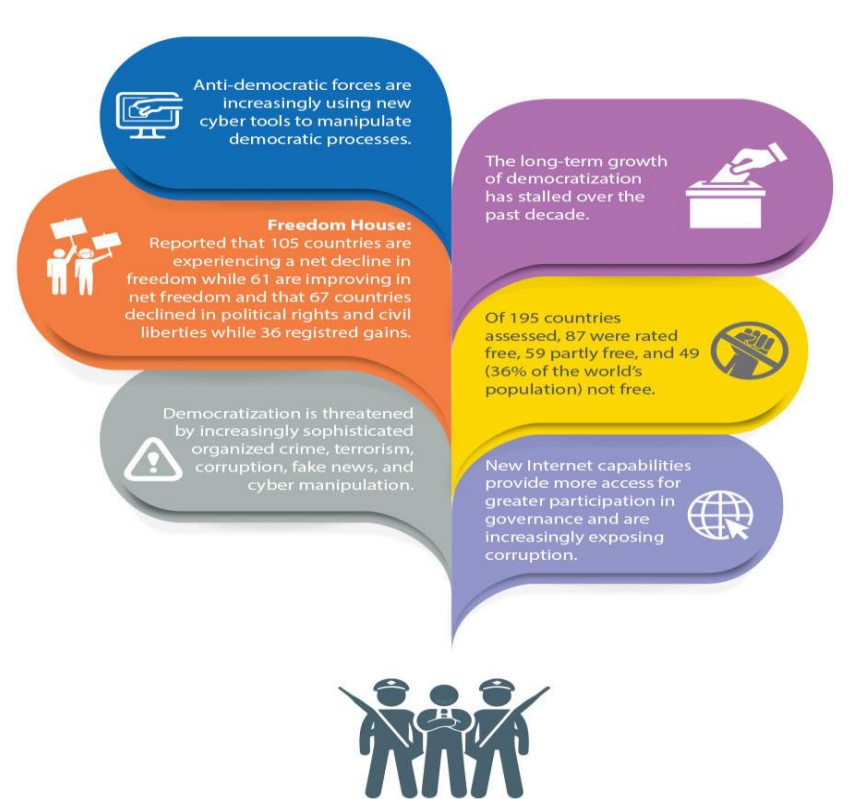 Anti-democratic forces are
increasingly using new
cyber tools to manipulate
democratic processes.
The long-term growth
of democratization
has stalled over the
past decade.
Freedom House:
Reported that 105 countries are
experiencing a net decline in
freedom while 61 are improving in
net freedom and that 67 countries
declined in political rights and civil
liberties while 36 registred gains.
Of 195 countries
assessed, 87 were rated
free, 59 partly free, and 49
(36% of the world's
population) not free.
Democratization is threatened
by increasingly sophisticated
organized crime, terrorism,
corruption, fake news, and
cyber manipulation.
New Internet capabilities
provide more access for
greater participation in
governance and are
increasingly exposing
corruption.